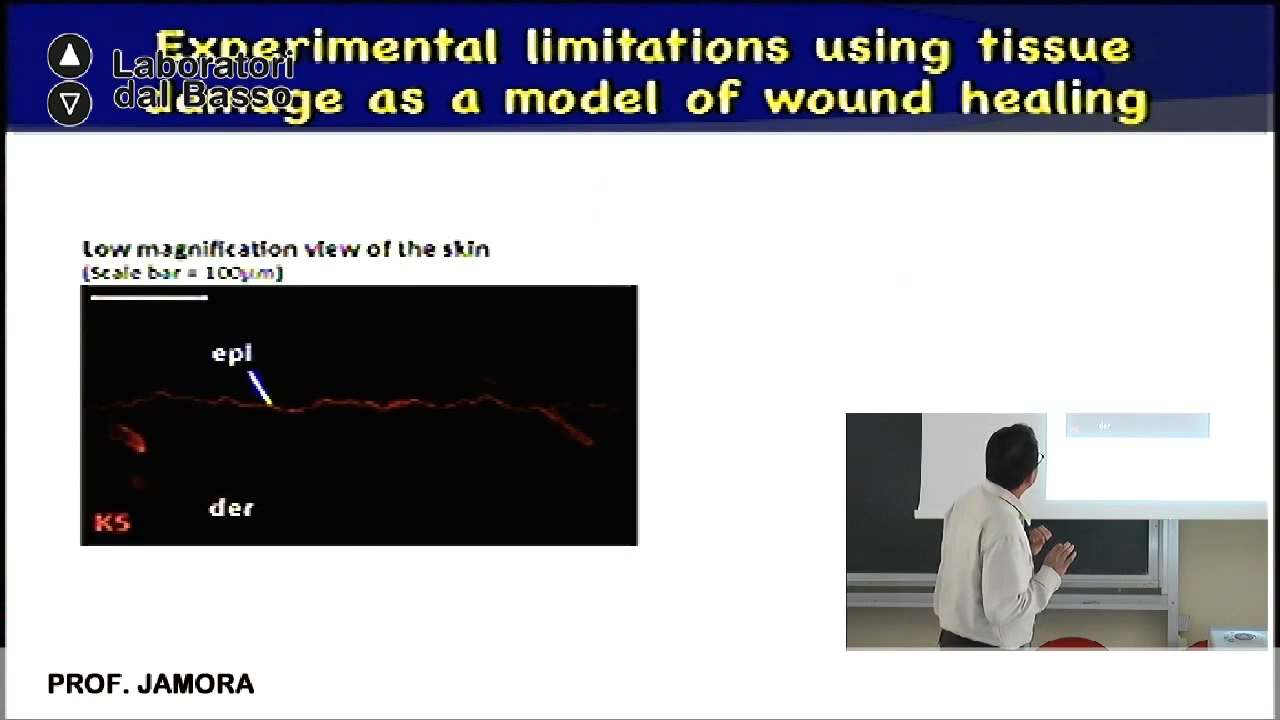 Experimental limitations using tissue
damage as a model of wound healing
Laboratori
dal Basso
Low magnification view of the skin
(Scale bar = 100µm)
epi
der
K5
der
PROF. JAMORA